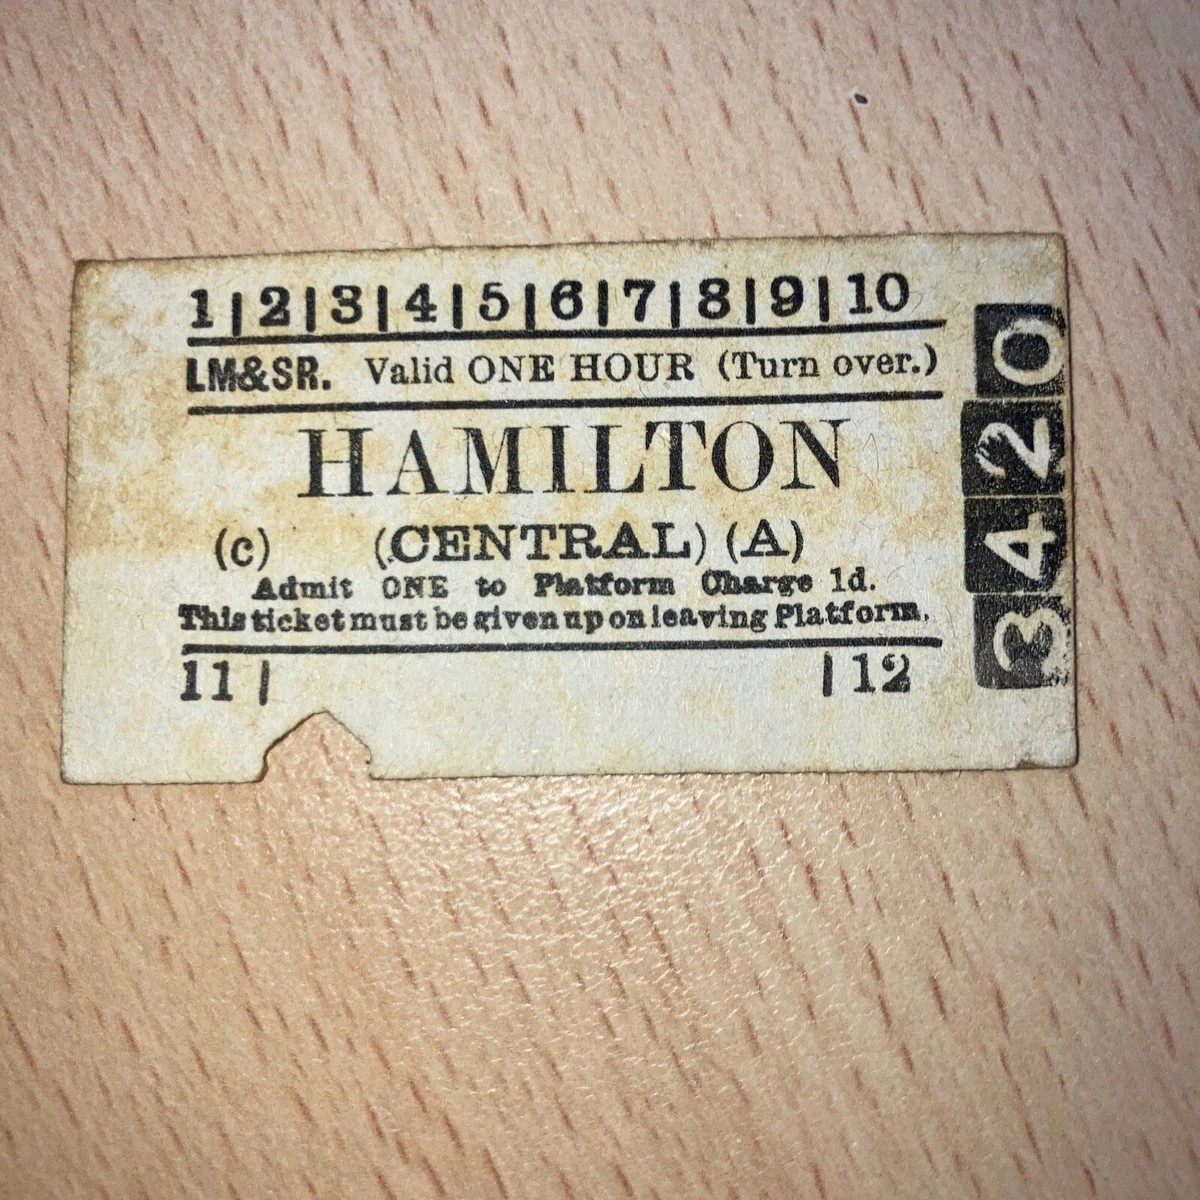 1|2|3|4|5|6|7|8|9|10
LM&SR. Valid ONE HOUR (Turn over.)
HAMILTON
(C) (CENTRAL) (A)
Admit ONE to Platform Charge 1d.
This ticket must be given up on leaving Platform.
11| |12
3420